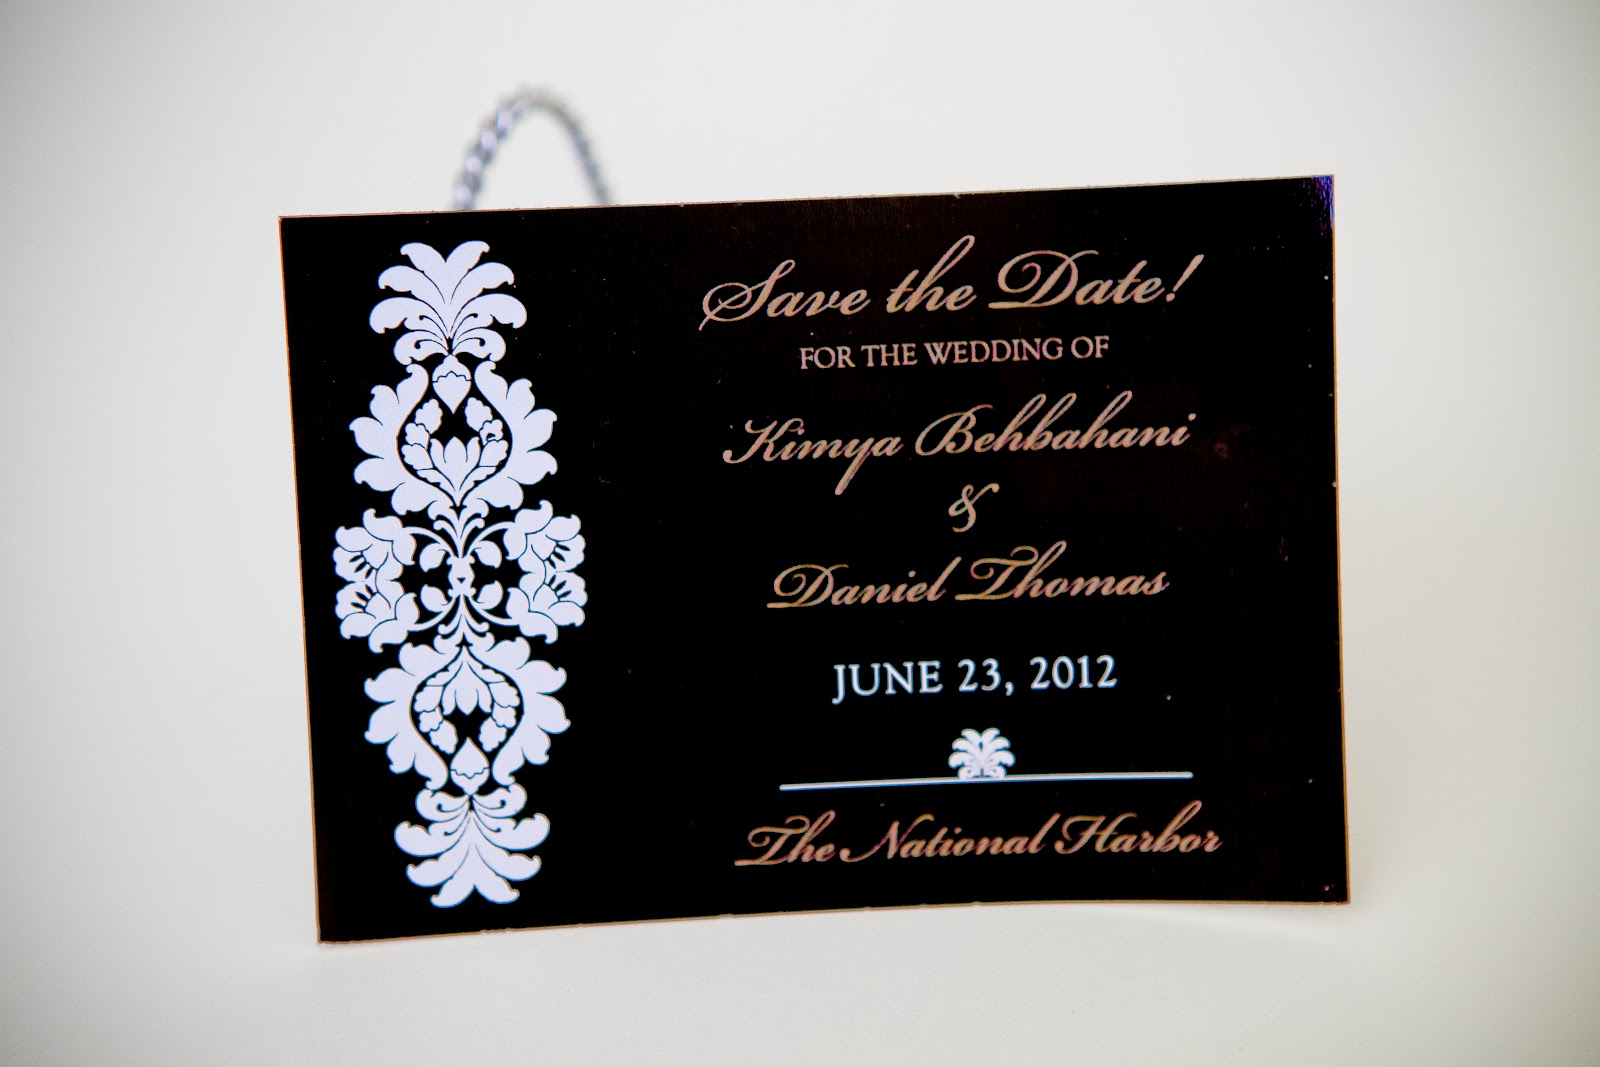 Save the Date!
FOR THE WEDDING OF
Kimya Behbahani
&
Daniel Thomas
JUNE 23, 2012
The National Harbor